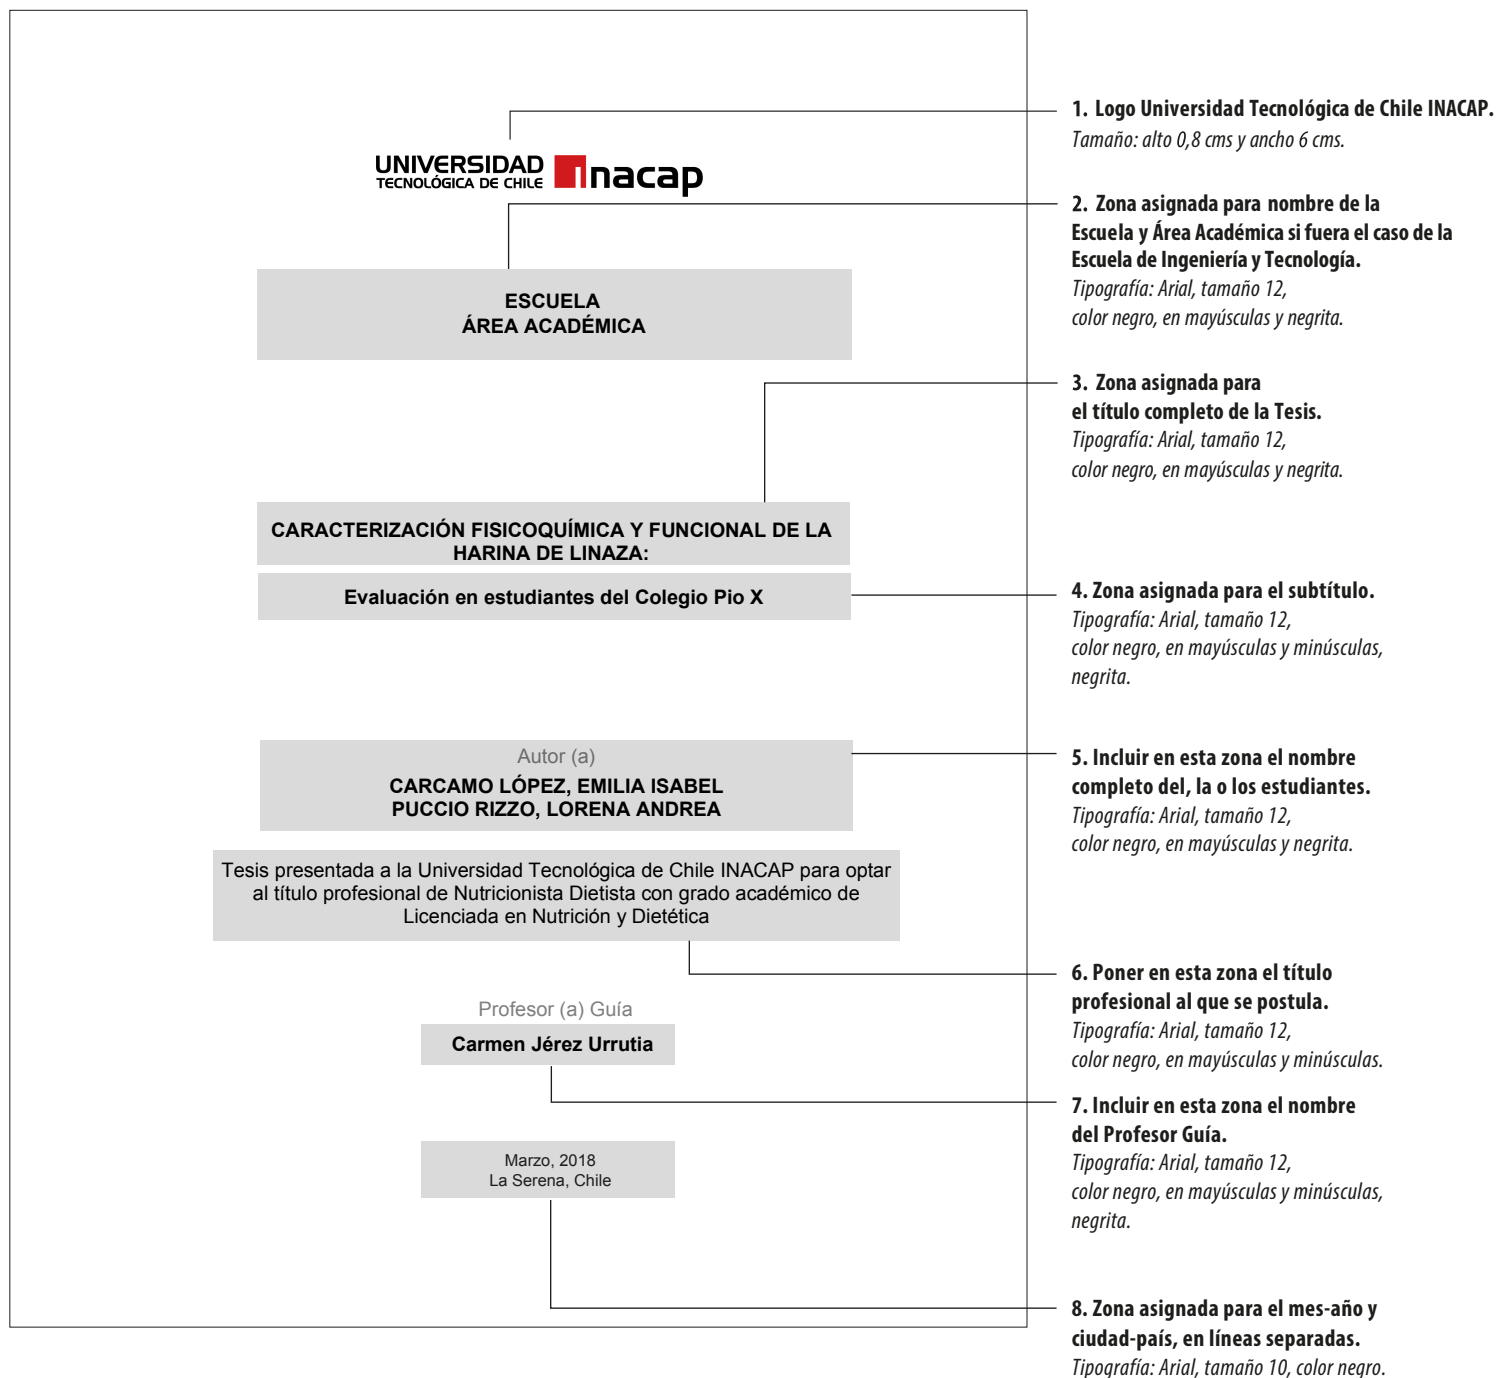 UNIVERSIDAD
TECNOLÓGICA DE CHILE
inacap
ESCUELA
ÁREA ACADÉMICA
CARACTERIZACIÓN FISICOQUÍMICA Y FUNCIONAL DE LA
HARINA DE LINAZA:
Evaluación en estudiantes del Colegio Pio X
Autor (a)
CARCAMO LÓPEZ, EMILIA ISABEL
PUCCIO RIZZO, LORENA ANDREA
Tesis presentada a la Universidad Tecnológica de Chile INACAP para optar
al título profesional de Nutricionista Dietista con grado académico de
Licenciada en Nutrición y Dietética
Profesor (a) Guía
Carmen Jérez Urrutia
Marzo, 2018
La Serena, Chile
1. Logo Universidad Tecnológica de Chile INACAP.
Tamaño: alto 0,8 cms y ancho 6 cms.
2. Zona asignada para nombre de la
Escuela y Área Académica si fuera el caso de la
Escuela de Ingeniería y Tecnología.
Tipografía: Arial, tamaño 12,
color negro, en mayúsculas y negrita.
3. Zona asignada para
el título completo de la Tesis.
Tipografía: Arial, tamaño 12,
color negro, en mayúsculas y negrita.
4. Zona asignada para el subtítulo.
Tipografía: Arial, tamaño 12,
color negro, en mayúsculas y minúsculas,
negrita.
5. Incluir en esta zona el nombre
completo del, la o los estudiantes.
Tipografía: Arial, tamaño 12,
color negro, en mayúsculas y negrita.
6. Poner en esta zona el título
profesional al que se postula.
Tipografía: Arial, tamaño 12,
color negro, en mayúsculas y minúsculas.
7. Incluir en esta zona el nombre
del Profesor Guía.
Tipografía: Arial, tamaño 12,
color negro, en mayúsculas y minúsculas,
negrita.
8. Zona asignada para el mes-año y
ciudad-país, en líneas separadas.
Tipografía: Arial, tamaño 10, color negro.